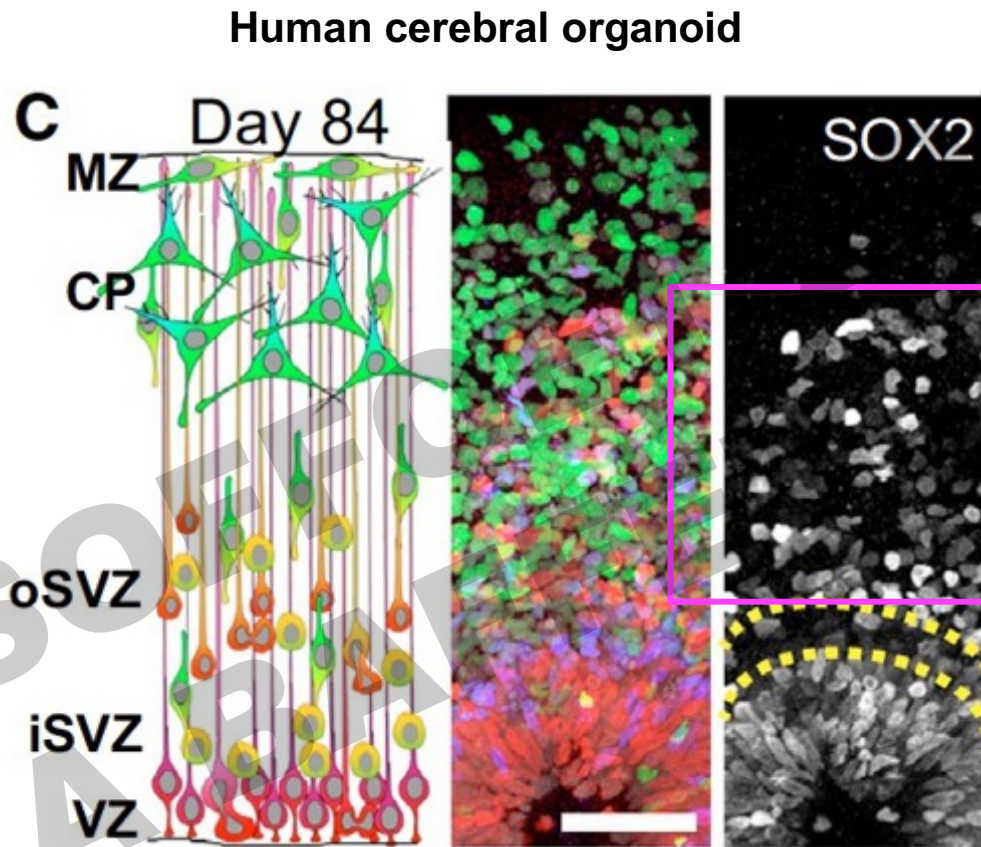 Human cerebral organoid
C
Day 84
SOX2
MZ
CP
oSVZ
iSVZ
VZ